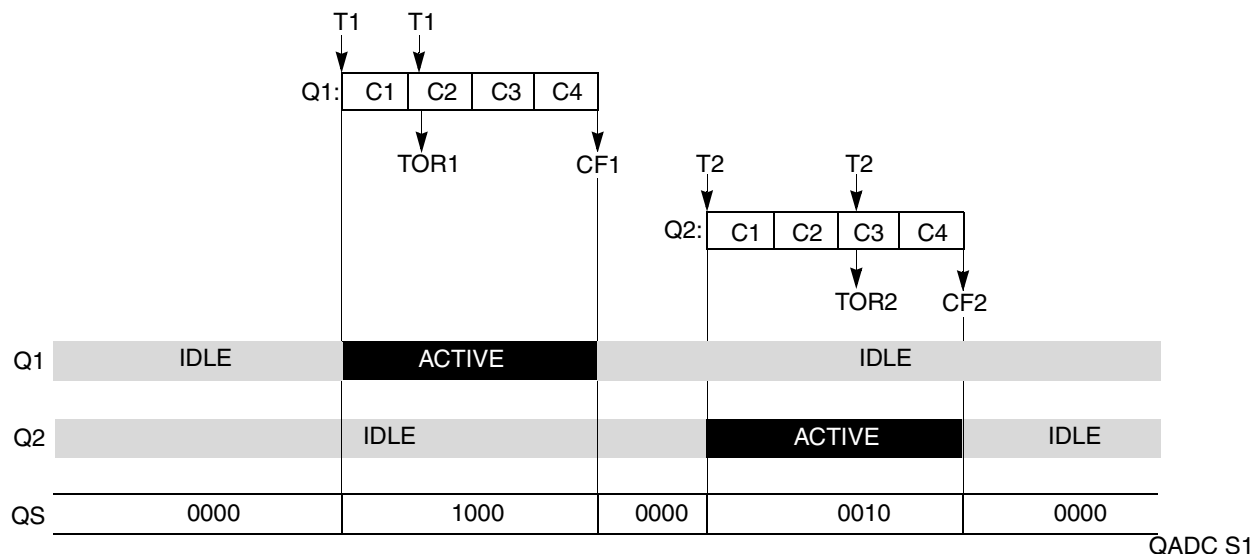 T1 T1
Q1: C1 C2 C3 C4
TOR1 CF1
T2 T2
Q2: C1 C2 C3 C4
TOR2 CF2
Q1 IDLE ACTIVE IDLE
Q2 IDLE ACTIVE IDLE
QS 0000 1000 0000 0010 0000
QADC S1